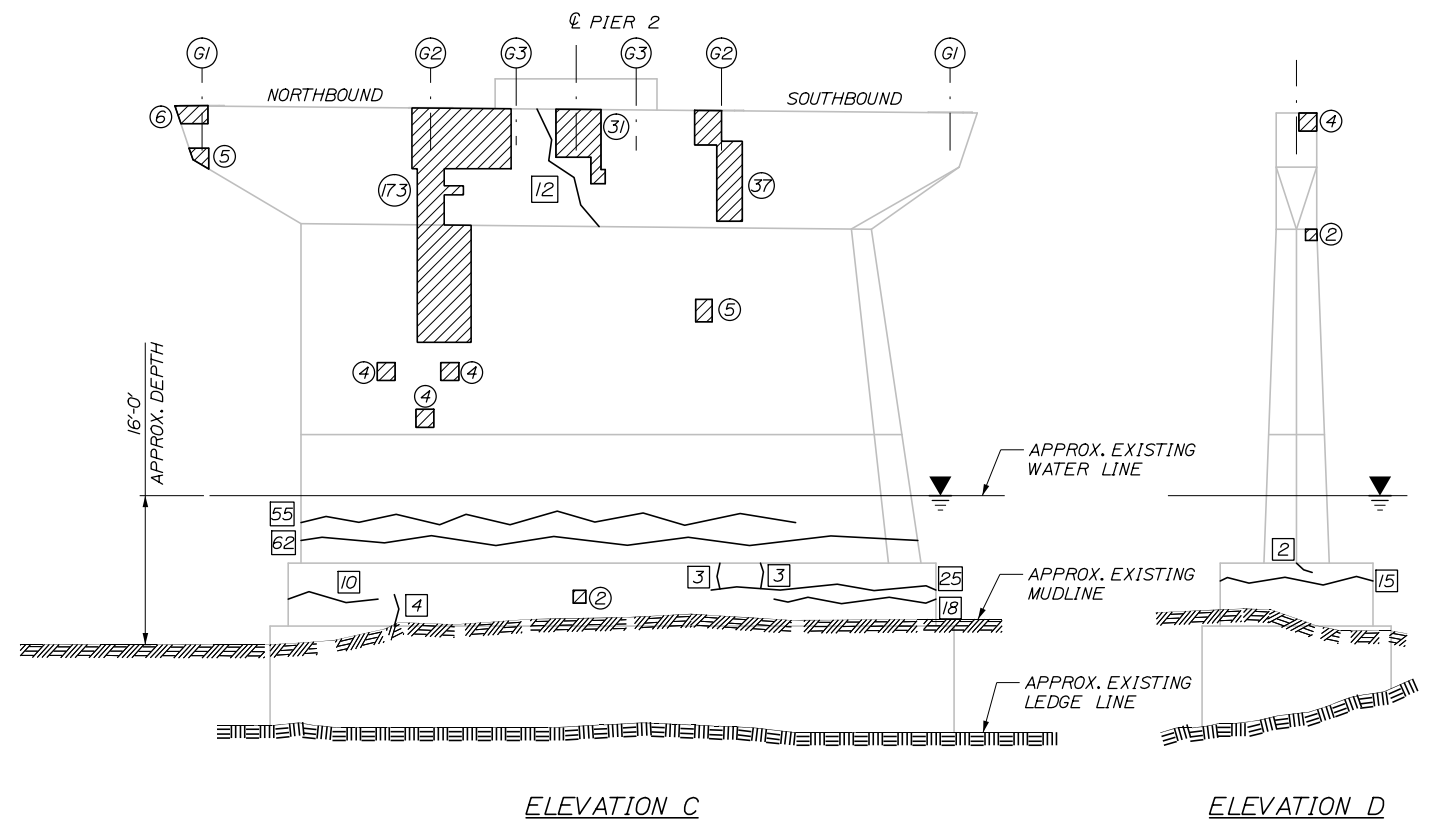 ℄ PIER 2
G1
G2
G3
G3
G2
G1
NORTHBOUND
SOUTHBOUND
6
31
4
5
173
12
37
2
5
4
4
4
16'-0'
APPROX. DEPTH
APPROX. EXISTING
WATER LINE
55
62
2
10
3
3
25
APPROX. EXISTING
MUDLINE
15
4
2
18
APPROX. EXISTING
LEDGE LINE
ELEVATION C
ELEVATION D